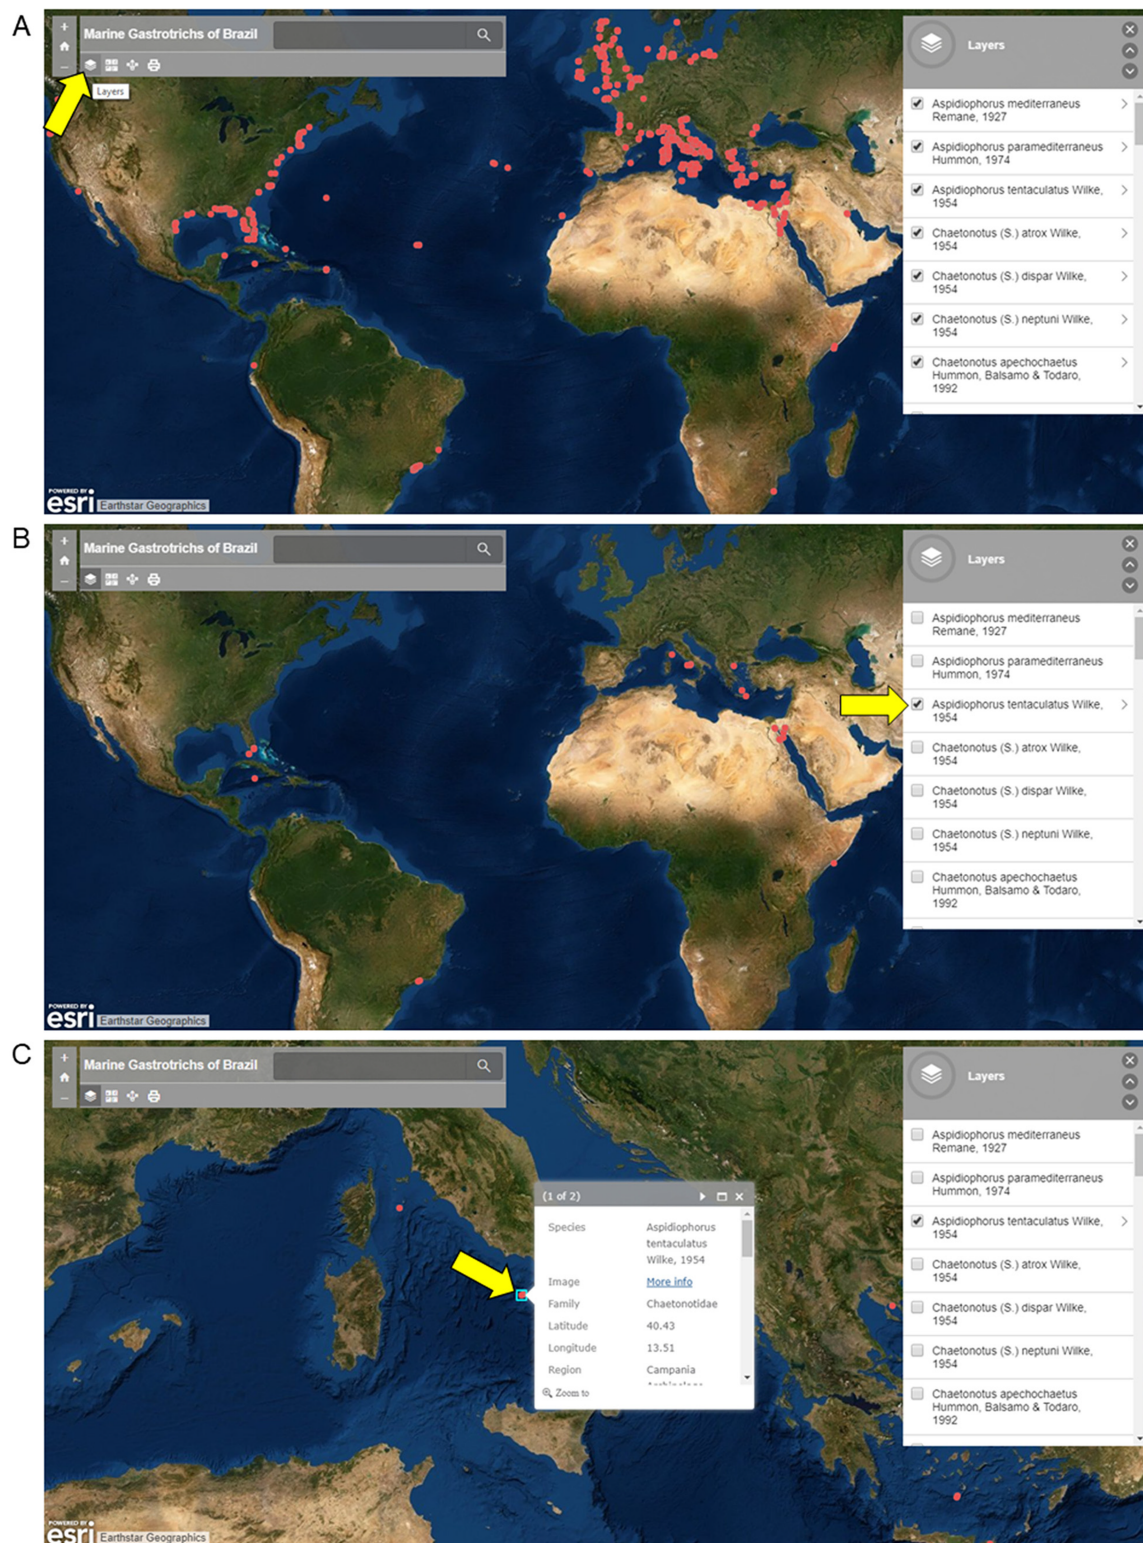 A
+
Marine Gastrotrichs of Brazil
−
Layers
Layers
Aspidiophorus mediterraneus
Remane, 1927
Aspidiophorus paramediterraneus
Hummon, 1974
Aspidiophorus tentaculatus Wilke,
1954
Chaetonotus (S.) atrox Wilke,
1954
Chaetonotus (S.) dispar Wilke,
1954
Chaetonotus (S.) neptuni Wilke,
1954
Chaetonotus apechochaetus
Hummon, Balsamo & Todaro,
1992
POWERED BY
esri
Earthstar Geographics
B
+
Marine Gastrotrichs of Brazil
−
Layers
Aspidiophorus mediterraneus
Remane, 1927
Aspidiophorus paramediterraneus
Hummon, 1974
Aspidiophorus tentaculatus Wilke,
1954
Chaetonotus (S.) atrox Wilke,
1954
Chaetonotus (S.) dispar Wilke,
1954
Chaetonotus (S.) neptuni Wilke,
1954
Chaetonotus apechochaetus
Hummon, Balsamo & Todaro,
1992
POWERED BY
esri
Earthstar Geographics
C
+
Marine Gastrotrichs of Brazil
−
Layers
Aspidiophorus mediterraneus
Remane, 1927
Aspidiophorus paramediterraneus
Hummon, 1974
Aspidiophorus tentaculatus Wilke,
1954
Chaetonotus (S.) atrox Wilke,
1954
Chaetonotus (S.) dispar Wilke,
1954
Chaetonotus (S.) neptuni Wilke,
1954
Chaetonotus apechochaetus
Hummon, Balsamo & Todaro,
1992
(1 of 2)
Species Aspidiophorus
tentaculatus
Wilke, 1954
Image More info
Family Chaetonotidae
Latitude 40.43
Longitude 13.51
Region Campania
Zoom to
POWERED BY
esri
Earthstar Geographics